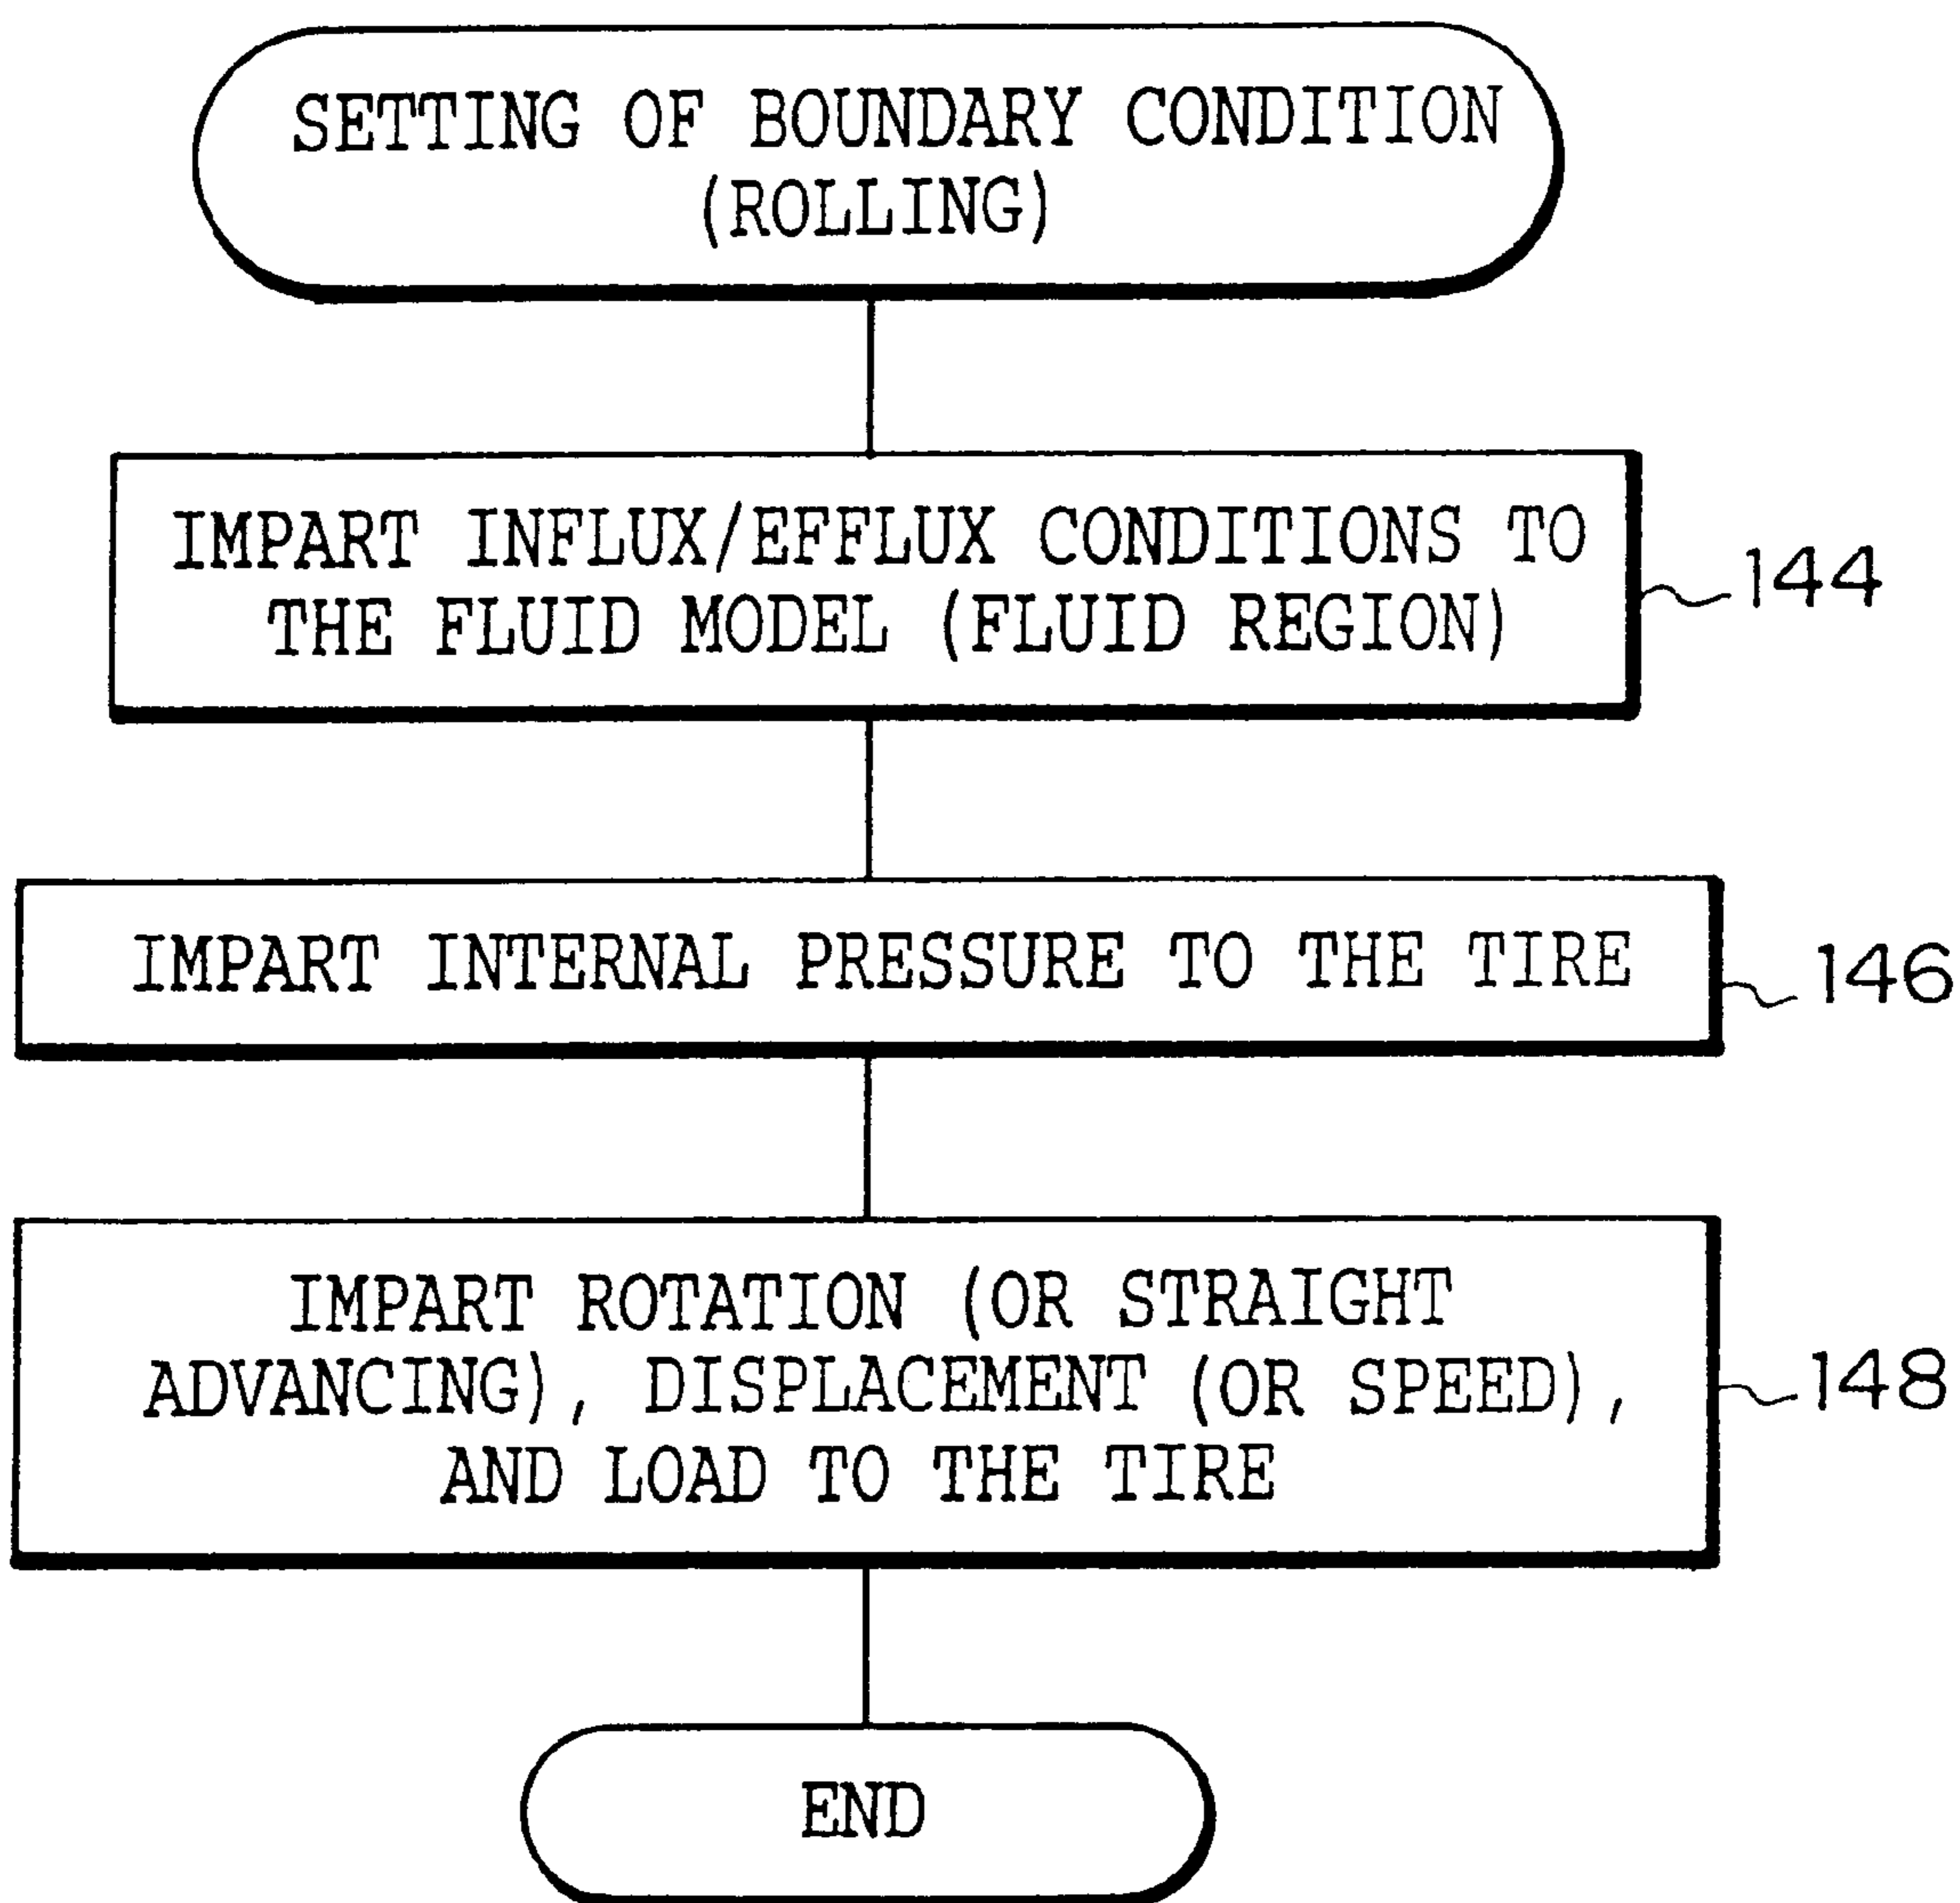 SETTING OF BOUNDARY CONDITION
(ROLLING)
IMPART INFLUX/EFFLUX CONDITIONS TO
THE FLUID MODEL (FLUID REGION)
144
IMPART INTERNAL PRESSURE TO THE TIRE
146
IMPART ROTATION (OR STRAIGHT
ADVANCING), DISPLACEMENT (OR SPEED),
AND LOAD TO THE TIRE
148
END